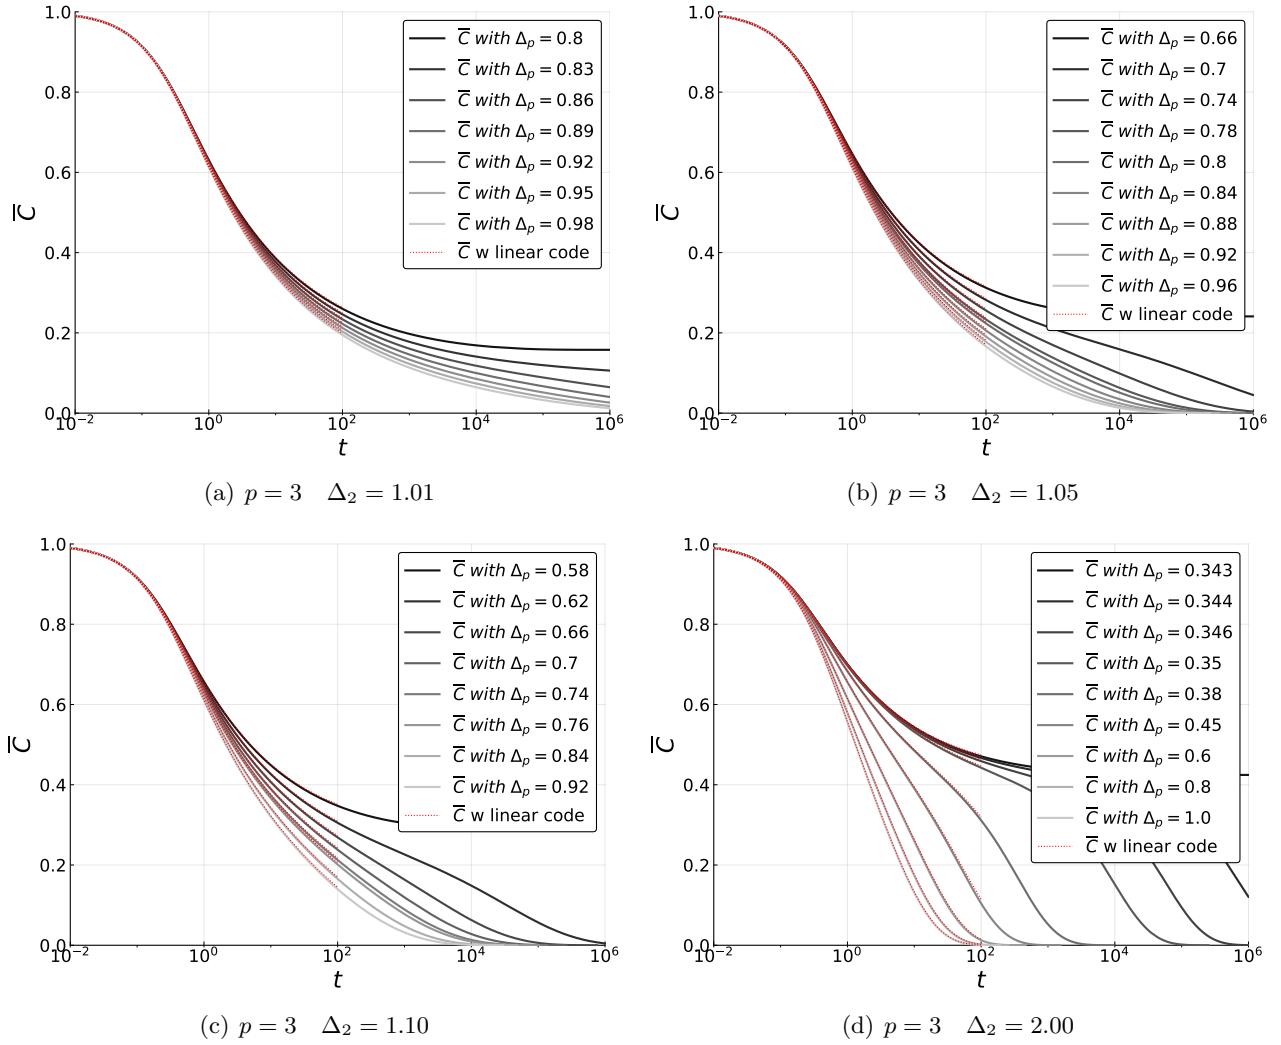 1.0
0.8
0.6
0.4
0.2
0.0
C̅
10⁻² 10⁰ 10² 10⁴ 10⁶
t
C̅ with Δₚ = 0.8
C̅ with Δₚ = 0.83
C̅ with Δₚ = 0.86
C̅ with Δₚ = 0.89
C̅ with Δₚ = 0.92
C̅ with Δₚ = 0.95
C̅ with Δₚ = 0.98
C̅ w linear code
(a) p = 3 Δ₂ = 1.01
1.0
0.8
0.6
0.4
0.2
0.0
C̅
10⁻² 10⁰ 10² 10⁴ 10⁶
t
C̅ with Δₚ = 0.66
C̅ with Δₚ = 0.7
C̅ with Δₚ = 0.74
C̅ with Δₚ = 0.78
C̅ with Δₚ = 0.8
C̅ with Δₚ = 0.84
C̅ with Δₚ = 0.88
C̅ with Δₚ = 0.92
C̅ with Δₚ = 0.96
C̅ w linear code
(b) p = 3 Δ₂ = 1.05
1.0
0.8
0.6
0.4
0.2
0.0
C̅
10⁻² 10⁰ 10² 10⁴ 10⁶
t
C̅ with Δₚ = 0.58
C̅ with Δₚ = 0.62
C̅ with Δₚ = 0.66
C̅ with Δₚ = 0.7
C̅ with Δₚ = 0.74
C̅ with Δₚ = 0.76
C̅ with Δₚ = 0.84
C̅ with Δₚ = 0.92
C̅ w linear code
(c) p = 3 Δ₂ = 1.10
1.0
0.8
0.6
0.4
0.2
0.0
C̅
10⁻² 10⁰ 10² 10⁴ 10⁶
t
C̅ with Δₚ = 0.343
C̅ with Δₚ = 0.344
C̅ with Δₚ = 0.346
C̅ with Δₚ = 0.35
C̅ with Δₚ = 0.38
C̅ with Δₚ = 0.45
C̅ with Δₚ = 0.6
C̅ with Δₚ = 0.8
C̅ with Δₚ = 1.0
C̅ w linear code
(d) p = 3 Δ₂ = 2.00